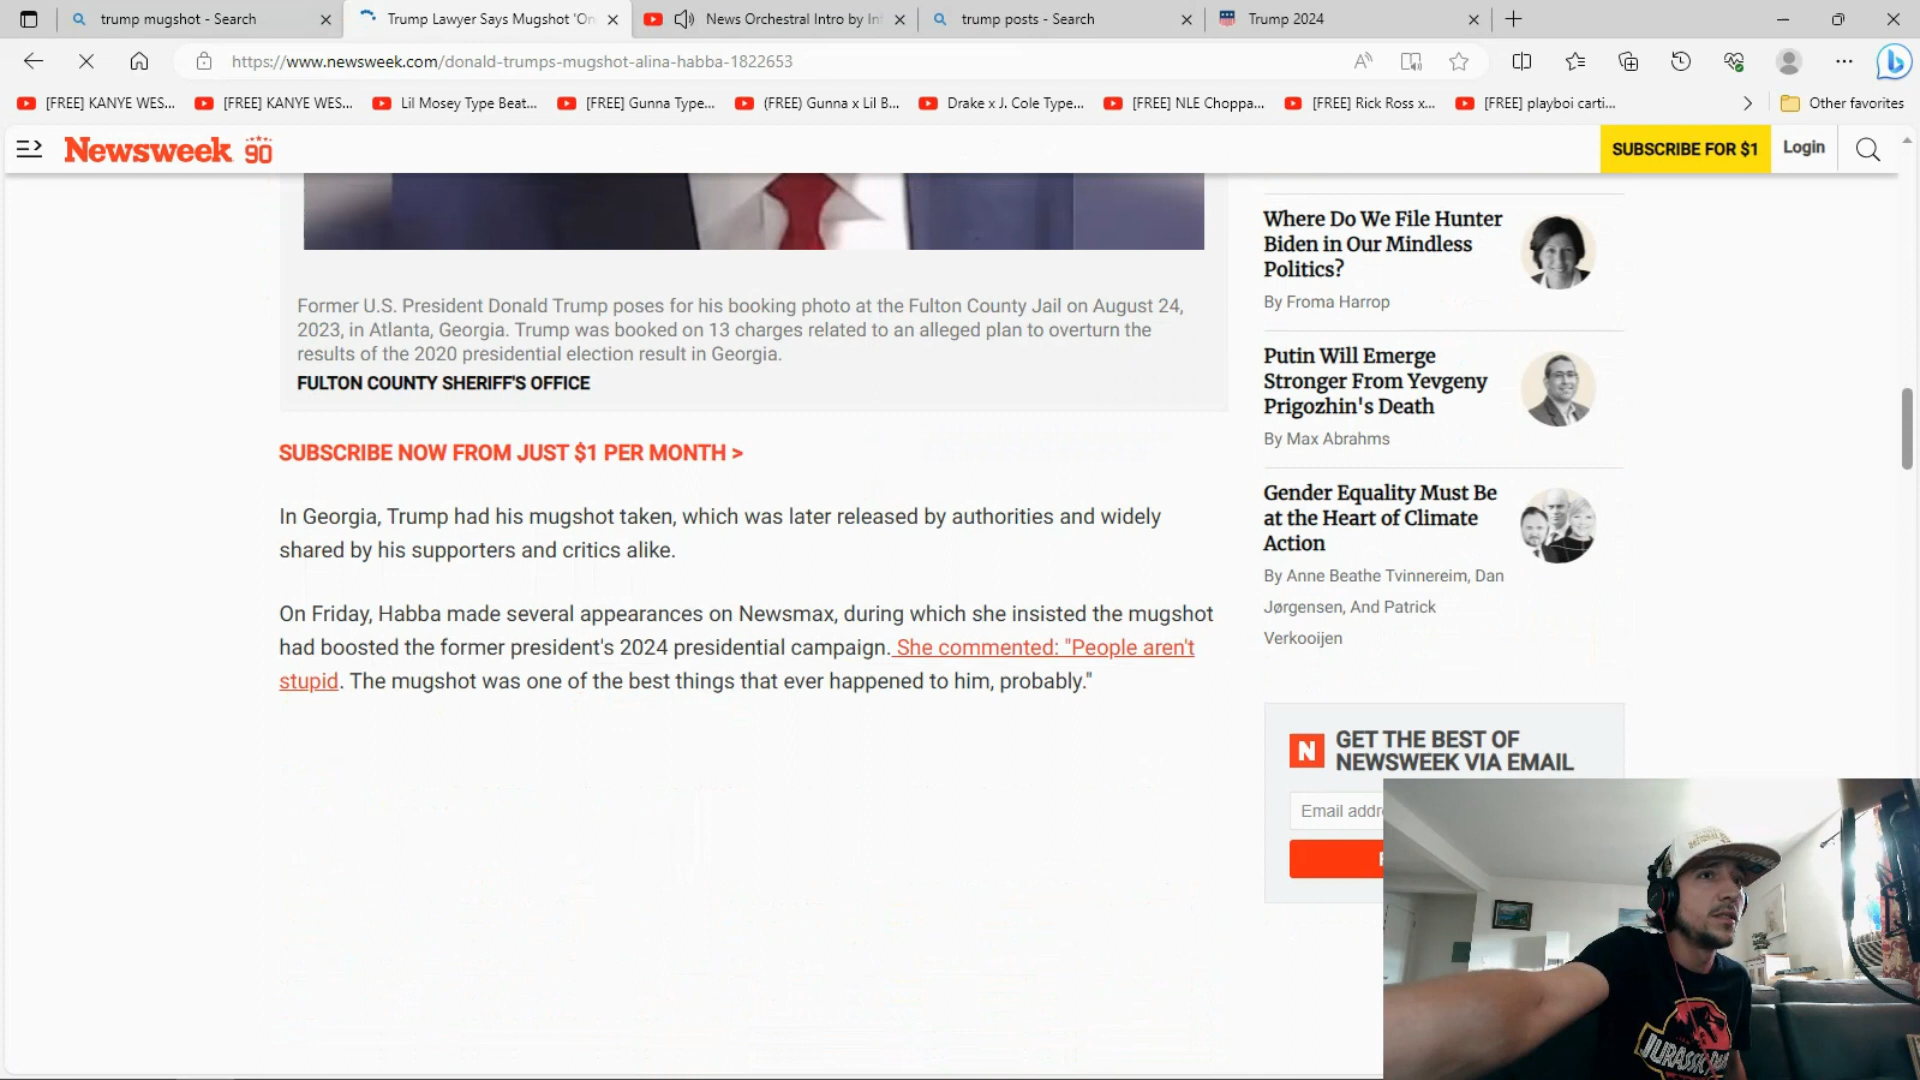 trump mugshot - Search
Trump Lawyer Says Mugshot 'On
News Orchestral Intro by In
trump posts - Search
Trump 2024
https://www.newsweek.com/donald-trumps-mugshot-alina-habba-1822653
[FREE] KANYE WES...
[FREE] KANYE WES...
Lil Mosey Type Beat...
[FREE] Gunna Type...
(FREE) Gunna x Lil B...
Drake x J. Cole Type...
[FREE] NLE Choppa...
[FREE] Rick Ross x...
[FREE] playboi carti...
Other favorites
Newsweek 90
SUBSCRIBE FOR $1
Login
Former U.S. President Donald Trump poses for his booking photo at the Fulton County Jail on August 24,
2023, in Atlanta, Georgia. Trump was booked on 13 charges related to an alleged plan to overturn the
results of the 2020 presidential election result in Georgia.
FULTON COUNTY SHERIFF'S OFFICE
SUBSCRIBE NOW FROM JUST $1 PER MONTH >
In Georgia, Trump had his mugshot taken, which was later released by authorities and widely
shared by his supporters and critics alike.
On Friday, Habba made several appearances on Newsmax, during which she insisted the mugshot
had boosted the former president's 2024 presidential campaign. She commented: "People aren't
stupid. The mugshot was one of the best things that ever happened to him, probably."
Where Do We File Hunter
Biden in Our Mindless
Politics?
By Froma Harrop
Putin Will Emerge
Stronger From Yevgeny
Prigozhin's Death
By Max Abrahms
Gender Equality Must Be
at the Heart of Climate
Action
By Anne Beathe Tvinnereim, Dan
Jørgensen, And Patrick
Verkooijen
N
GET THE BEST OF
NEWSWEEK VIA EMAIL
Email addre
JURASSIC PARK